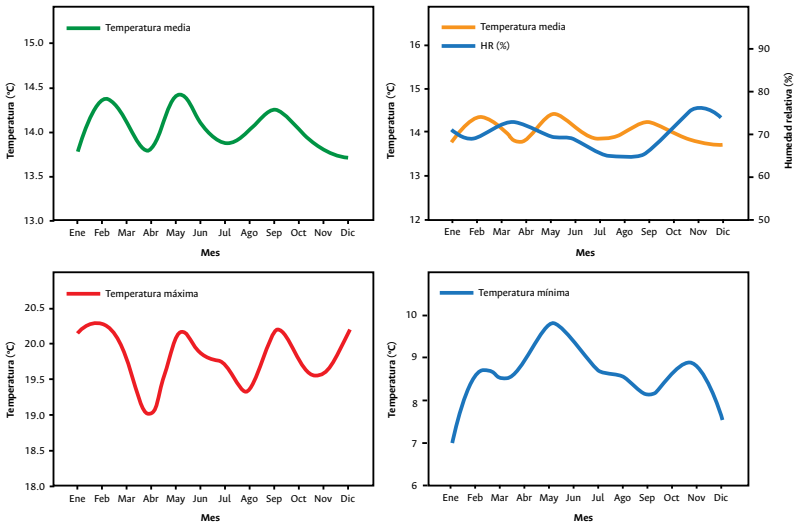 Temperatura media
Temperatura (°C)
15.0
14.5
14.0
13.5
13.0
Ene Feb Mar Abr May Jun Jul Ago Sep Oct Nov Dic
Mes
Temperatura media
HR (%)
Temperatura (°C)
16
15
14
13
12
Humedad relativa (%)
90
80
70
60
50
Ene Feb Mar Abr May Jun Jul Ago Sep Oct Nov Dic
Mes
Temperatura máxima
Temperatura (°C)
20.5
20.0
19.5
19.0
18.5
18.0
Ene Feb Mar Abr May Jun Jul Ago Sep Oct Nov Dic
Mes
Temperatura mínima
Temperatura (°C)
10
9
8
7
6
Ene Feb Mar Abr May Jun Jul Ago Sep Oct Nov Dic
Mes